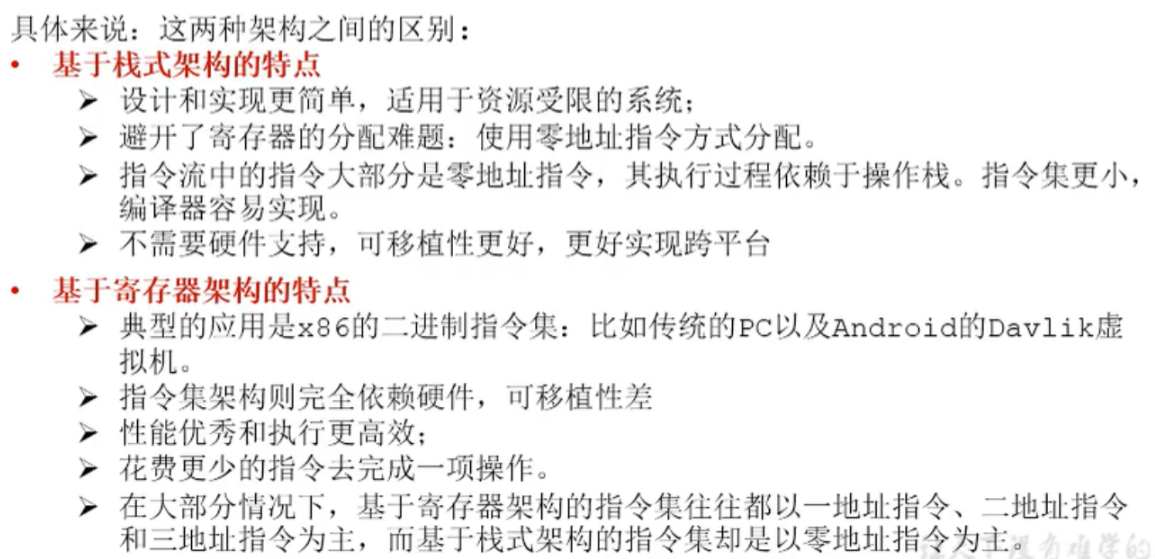 具体来说：这两种架构之间的区别：
• 基于栈式架构的特点
➢ 设计和实现更简单，适用于资源受限的系统；
➢ 避开了寄存器的分配难题：使用零地址指令方式分配。
➢ 指令流中的指令大部分是零地址指令，其执行过程依赖于操作栈。指令集更小，
编译器容易实现。
➢ 不需要硬件支持，可移植性更好，更好实现跨平台
• 基于寄存器架构的特点
➢ 典型的应用是x86的二进制指令集：比如传统的PC以及Android的Davlik虚
拟机。
➢ 指令集架构则完全依赖硬件，可移植性差
➢ 性能优秀和执行更高效；
➢ 花费更少的指令去完成一项操作。
➢ 在大部分情况下，基于寄存器架构的指令集往往都以一地址指令、二地址指令
和三地址指令为主，而基于栈式架构的指令集却是以零地址指令为主。
没有难学的